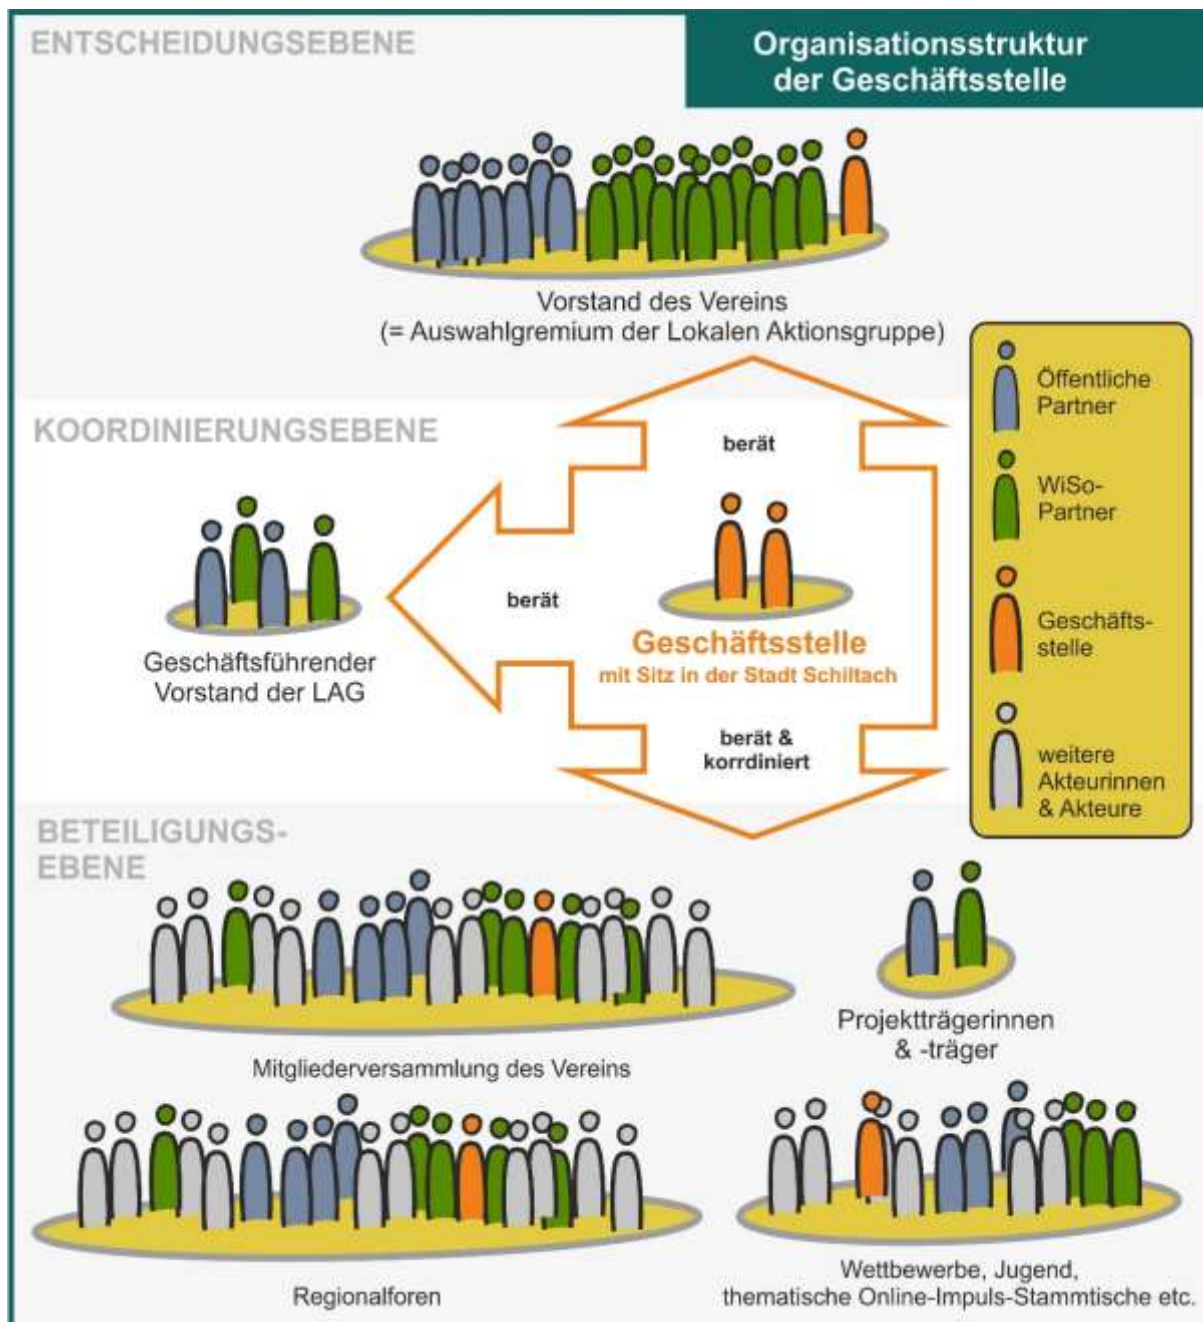 ENTSCHEIDUNGSEBENE
Organisationsstruktur
der Geschäftsstelle
Vorstand des Vereins
(= Auswahlgremium der Lokalen Aktionsgruppe)
Öffentliche
Partner
WiSo-
Partner
Geschäfts-
stelle
weitere
Akteurinnen
& Akteure
KOORDINIERUNGSEBENE
berät
berät
Geschäftsstelle
mit Sitz in der Stadt Schiltach
Geschäftsführender
Vorstand der LAG
berät &
korrdiniert
BETEILIGUNGS-
EBENE
Mitgliederversammlung des Vereins
Projektträgerinnen
& -träger
Regionalforen
Wettbewerbe, Jugend,
thematische Online-Impuls-Stammtische etc.